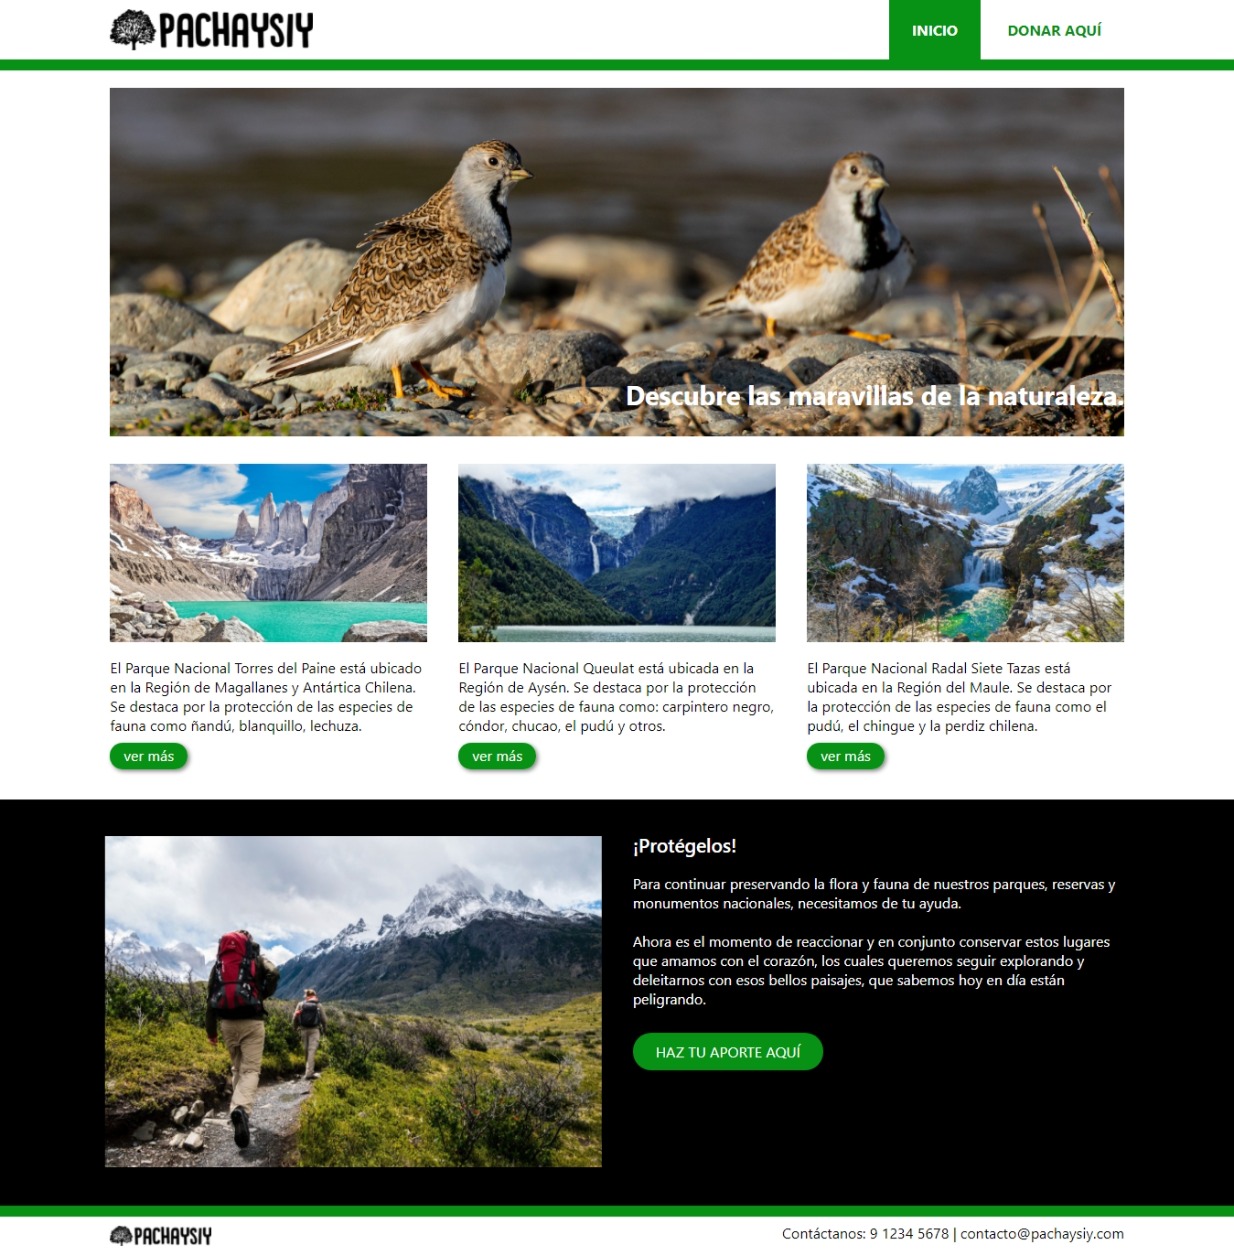 PACHAYSIY
INICIO
DONAR AQUÍ
Descubre las maravillas de la naturaleza.
El Parque Nacional Torres del Paine está ubicado
en la Región de Magallanes y Antártica Chilena.
Se destaca por la protección de las especies de
fauna como ñandú, blanquillo, lechuza.
ver más
El Parque Nacional Queulat está ubicada en la
Región de Aysén. Se destaca por la protección
de las especies de fauna como: carpintero negro,
cóndor, chucao, el pudú y otros.
ver más
El Parque Nacional Radal Siete Tazas está
ubicada en la Región del Maule. Se destaca por
la protección de las especies de fauna como el
pudú, el chingue y la perdiz chilena.
ver más
¡Protégelos!
Para continuar preservando la flora y fauna de nuestros parques, reservas y
monumentos nacionales, necesitamos de tu ayuda.
Ahora es el momento de reaccionar y en conjunto conservar estos lugares
que amamos con el corazón, los cuales queremos seguir explorando y
deleitarnos con esos bellos paisajes, que sabemos hoy en día están
peligrando.
HAZ TU APORTE AQUÍ
PACHAYSIY
Contáctanos: 9 1234 5678 | contacto@pachaysiy.com